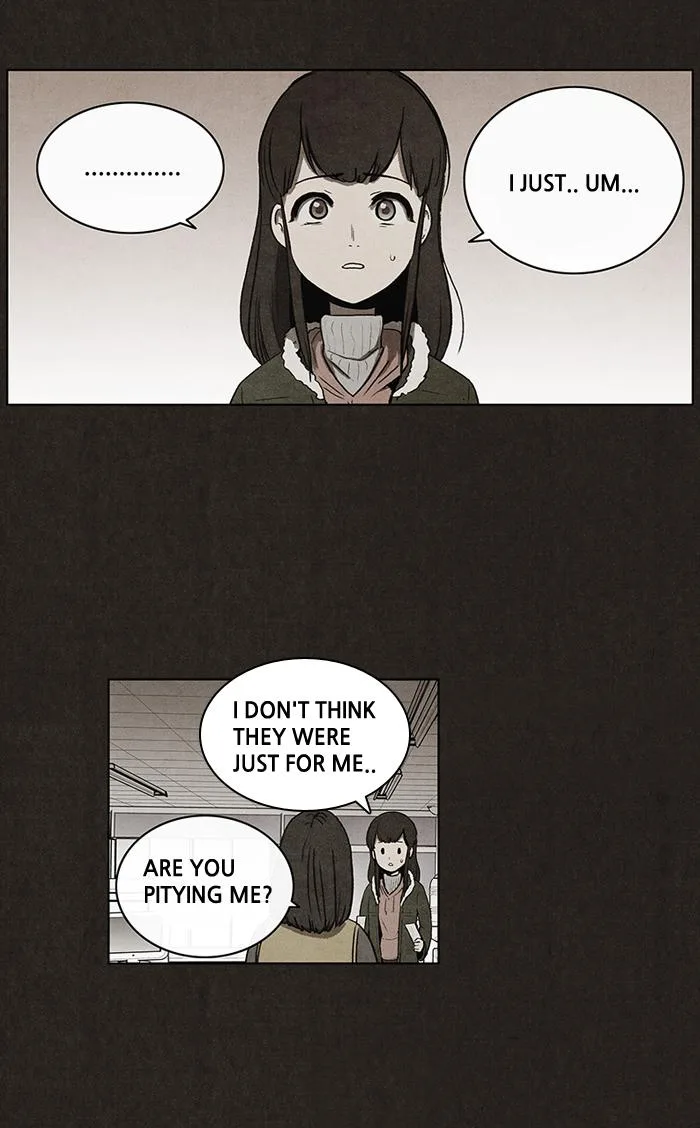 ..............
I JUST.. UM...
I DON'T THINK
THEY WERE
JUST FOR ME..
ARE YOU
PITYING ME?